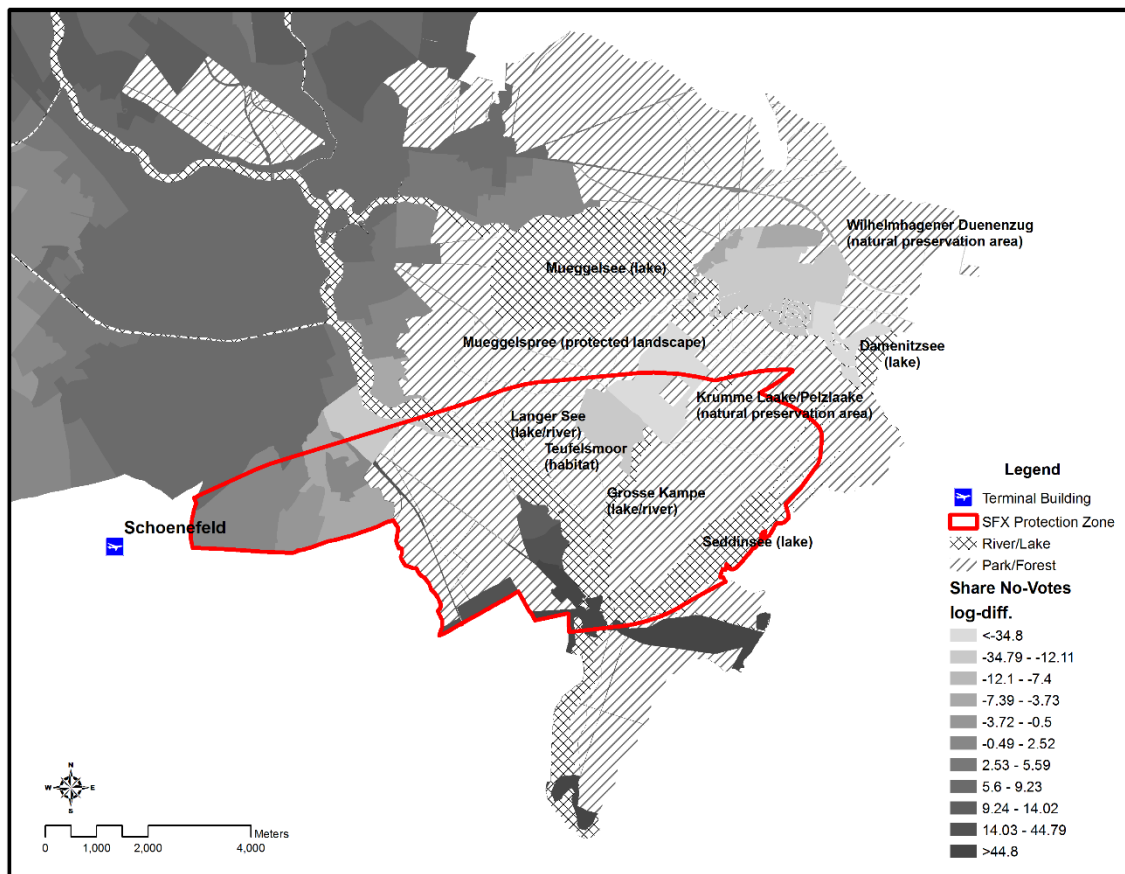 Wilhelmhagener Duenenzug
(natural preservation area)
Mueggelsee (lake)
Mueggelspree (protected landscape)
Damenitzsee
(lake)
Krumme Laake/Pelzlaake
(natural preservation area)
Langer See
(lake/river)
Teufelsmoor
(habitat)
Grosse Kampe
(lake/river)
Seddinsee (lake)
Schoenefeld
Legend
Terminal Building
SFX Protection Zone
River/Lake
Park/Forest
Share No-Votes
log-diff.
<-34.8
-34.79 - -12.11
-12.1 - -7.4
-7.39 - -3.73
-3.72 - -0.5
-0.49 - 2.52
2.53 - 5.59
5.6 - 9.23
9.24 - 14.02
14.03 - 44.79
>44.8
N
W E
S
Meters
0 1,000 2,000 4,000